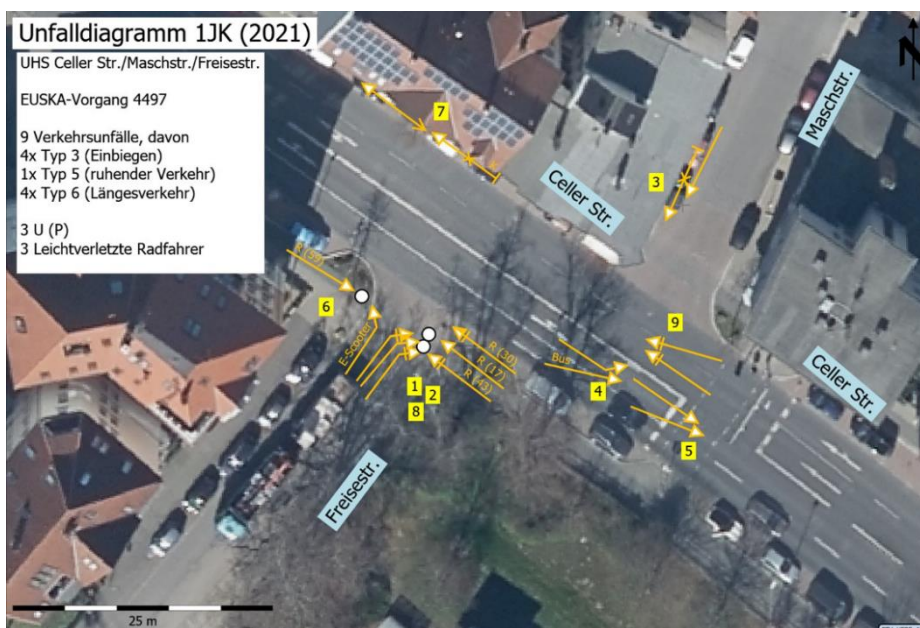 Unfalldiagramm 1JK (2021)
UHS Celler Str./Maschstr./Freisestr.
EUSKA-Vorgang 4497
9 Verkehrsunfälle, davon
4x Typ 3 (Einbiegen)
1x Typ 5 (ruhender Verkehr)
4x Typ 6 (Längesverkehr)
3 U (P)
3 Leichtverletzte Radfahrer
N
Maschstr.
7
3
Celler Str.
R (59)
6
E-Scooter
9
R (30)
R (17)
R (43)
Bus
4
1
2
8
5
Celler Str.
Freisestr.
25 m